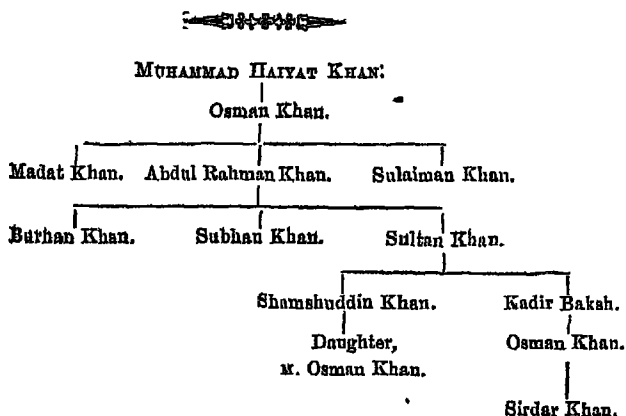 MUHAMMAD HAIYAT KHAN:
Osman Khan.
Madat Khan. Abdul Rahman Khan. Sulaiman Khan.
Burhan Khan. Subhan Khan. Sultan Khan.
Shamshuddin Khan. Kadir Baksh.
Daughter, Osman Khan.
M. Osman Khan.
Sirdar Khan.